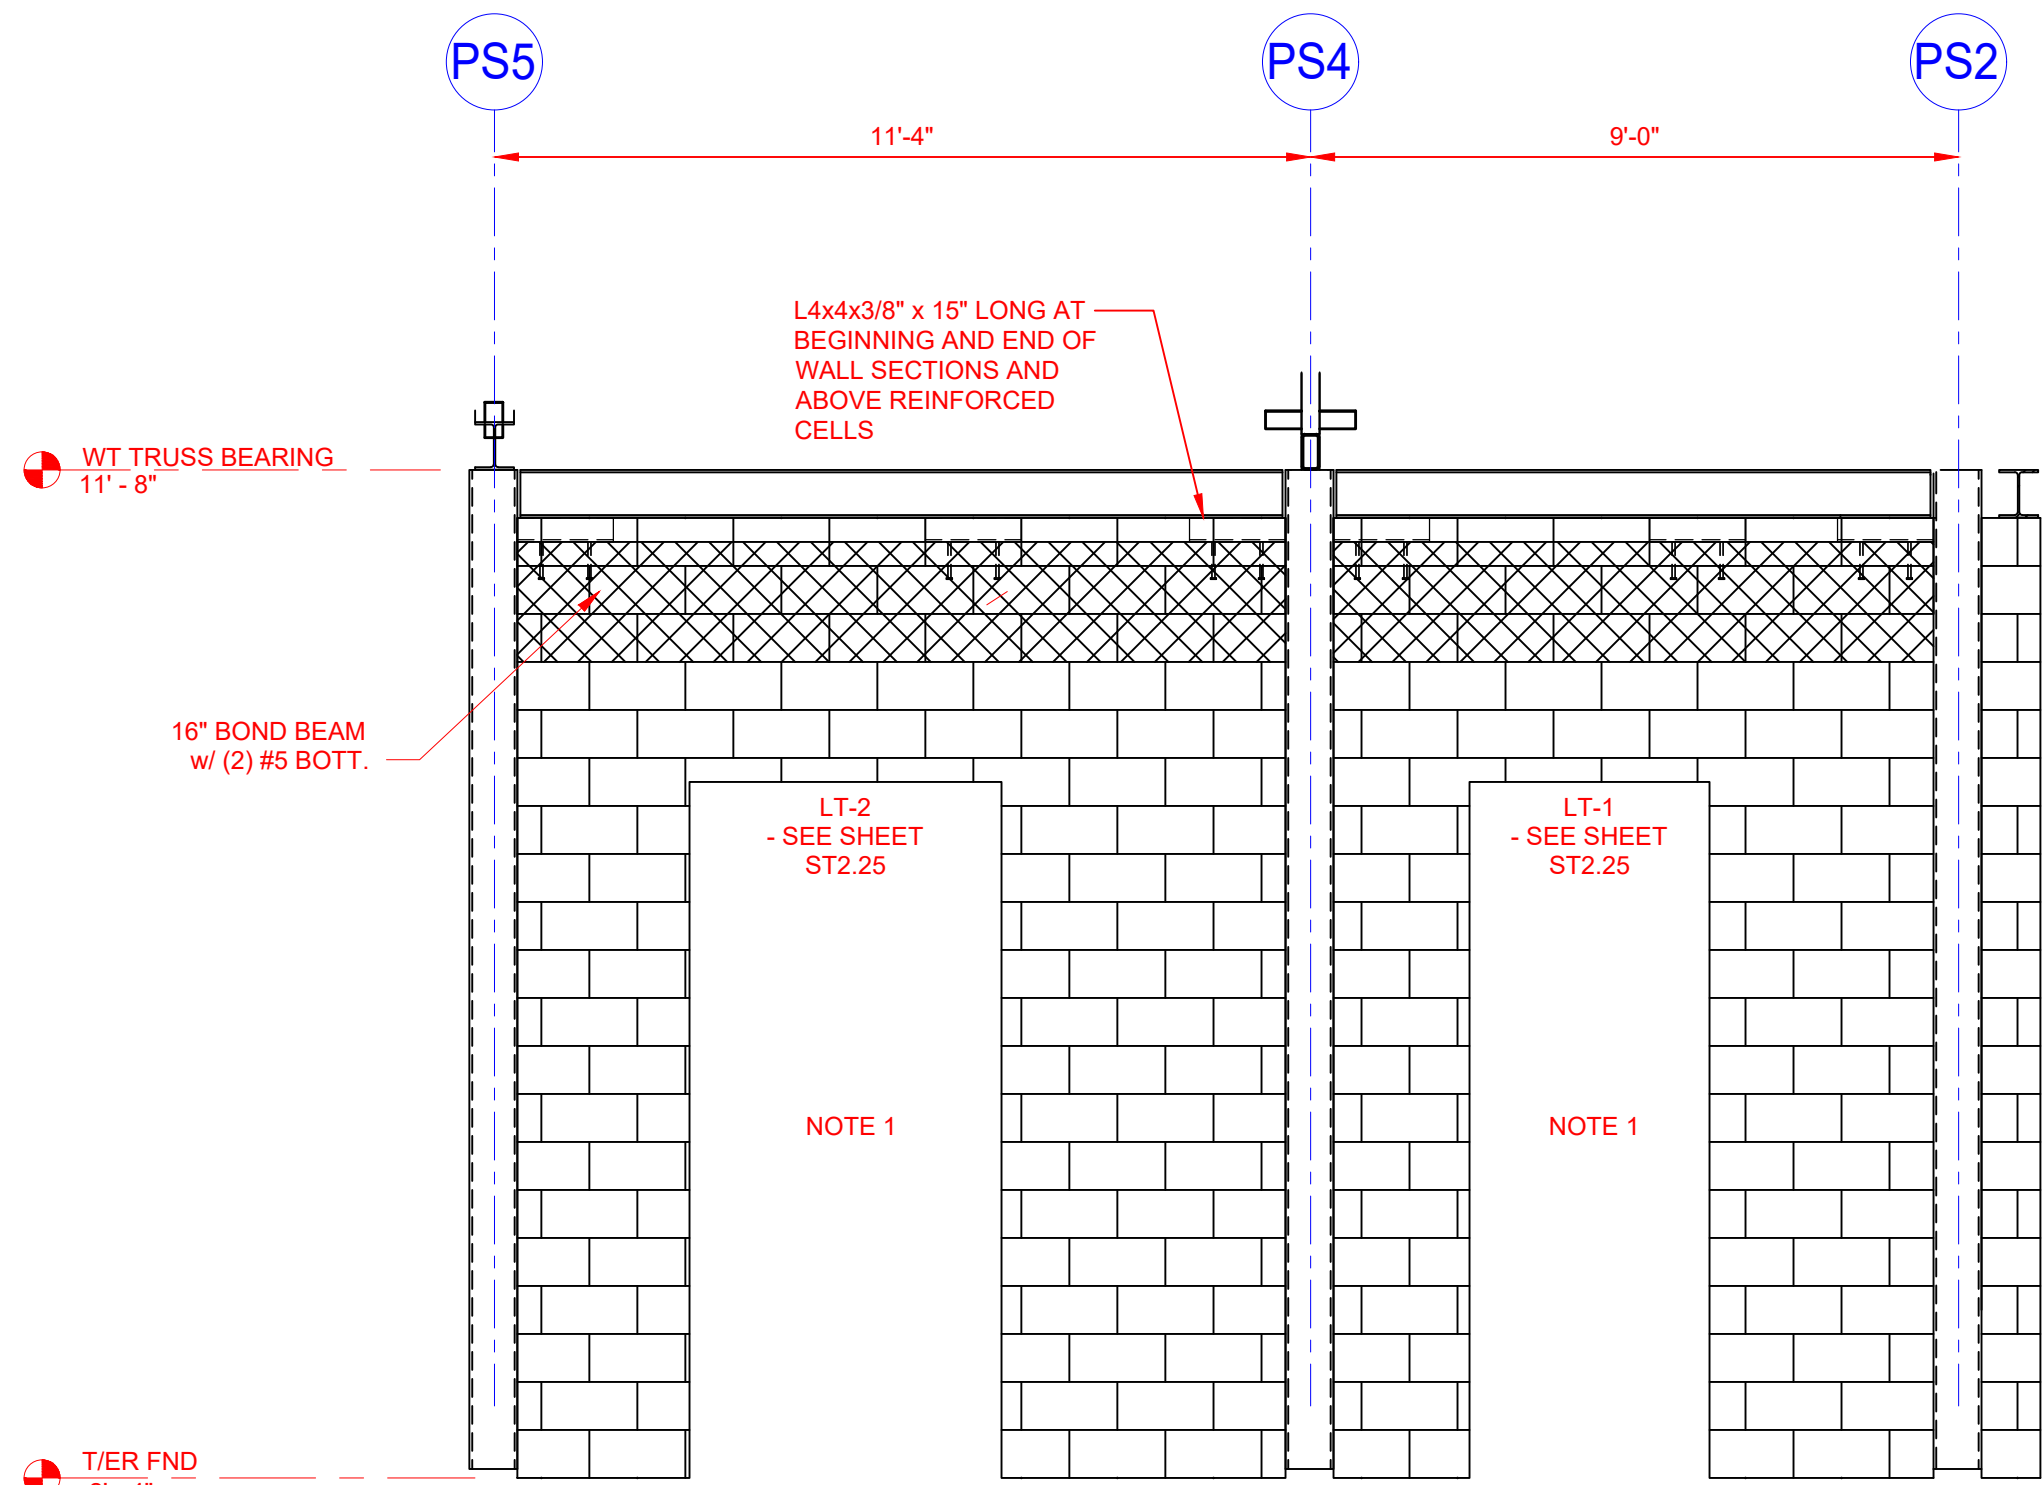 PS5
PS4
PS2
11'-4"
9'-0"
L4x4x3/8" x 15" LONG AT
BEGINNING AND END OF
WALL SECTIONS AND
ABOVE REINFORCED
CELLS
WT TRUSS BEARING
11' - 8"
16" BOND BEAM
w/ (2) #5 BOTT.
LT-2
- SEE SHEET
ST2.25
LT-1
- SEE SHEET
ST2.25
NOTE 1
NOTE 1
T/ER FND